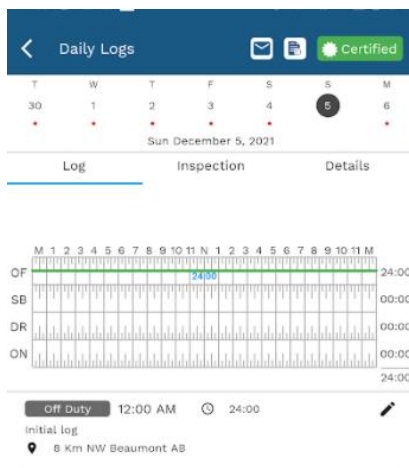 Daily Logs Certified
T W T F S S M
30 1 2 3 4 5 6
Sun December 5, 2021
Log Inspection Details
M 1 2 3 4 5 6 7 8 9 10 11 N 1 2 3 4 5 6 7 8 9 10 11 M
OF 24:00 24:00
SB 00:00
DR 00:00
ON 00:00
24:00
Off Duty 12:00 AM 24:00
Initial log
8 Km NW Beaumont AB